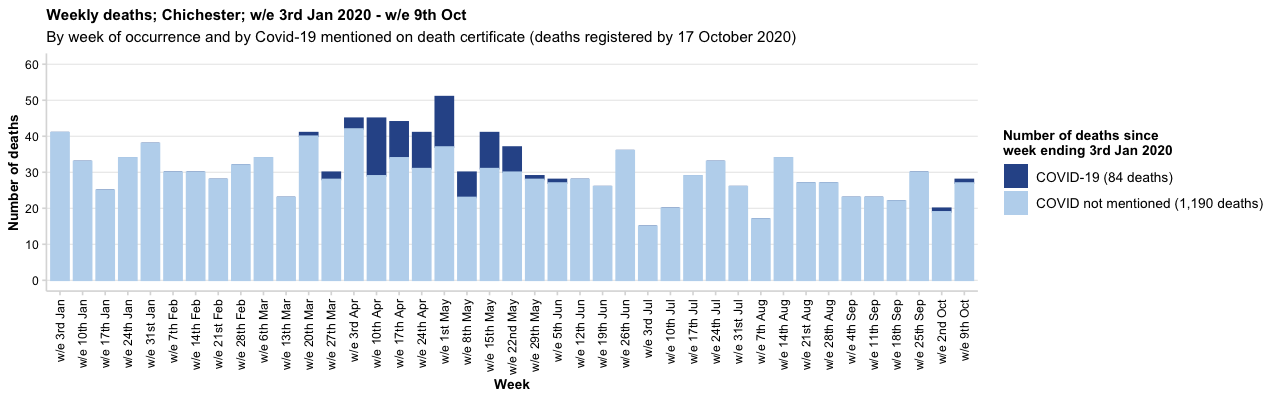 Weekly deaths; Chichester; w/e 3rd Jan 2020 - w/e 9th Oct
By week of occurrence and by Covid-19 mentioned on death certificate (deaths registered by 17 October 2020)
Number of deaths
60
50
40
30
20
10
0
w/e 3rd Jan
w/e 10th Jan
w/e 17th Jan
w/e 24th Jan
w/e 31st Jan
w/e 7th Feb
w/e 14th Feb
w/e 21st Feb
w/e 28th Feb
w/e 6th Mar
w/e 13th Mar
w/e 20th Mar
w/e 27th Mar
w/e 3rd Apr
w/e 10th Apr
w/e 17th Apr
w/e 24th Apr
w/e 1st May
w/e 8th May
w/e 15th May
w/e 22nd May
w/e 29th May
w/e 5th Jun
w/e 12th Jun
w/e 19th Jun
w/e 26th Jun
w/e 3rd Jul
w/e 10th Jul
w/e 17th Jul
w/e 24th Jul
w/e 31st Jul
w/e 7th Aug
w/e 14th Aug
w/e 21st Aug
w/e 28th Aug
w/e 4th Sep
w/e 11th Sep
w/e 18th Sep
w/e 25th Sep
w/e 2nd Oct
w/e 9th Oct
Week
Number of deaths since
week ending 3rd Jan 2020
COVID-19 (84 deaths)
COVID not mentioned (1,190 deaths)